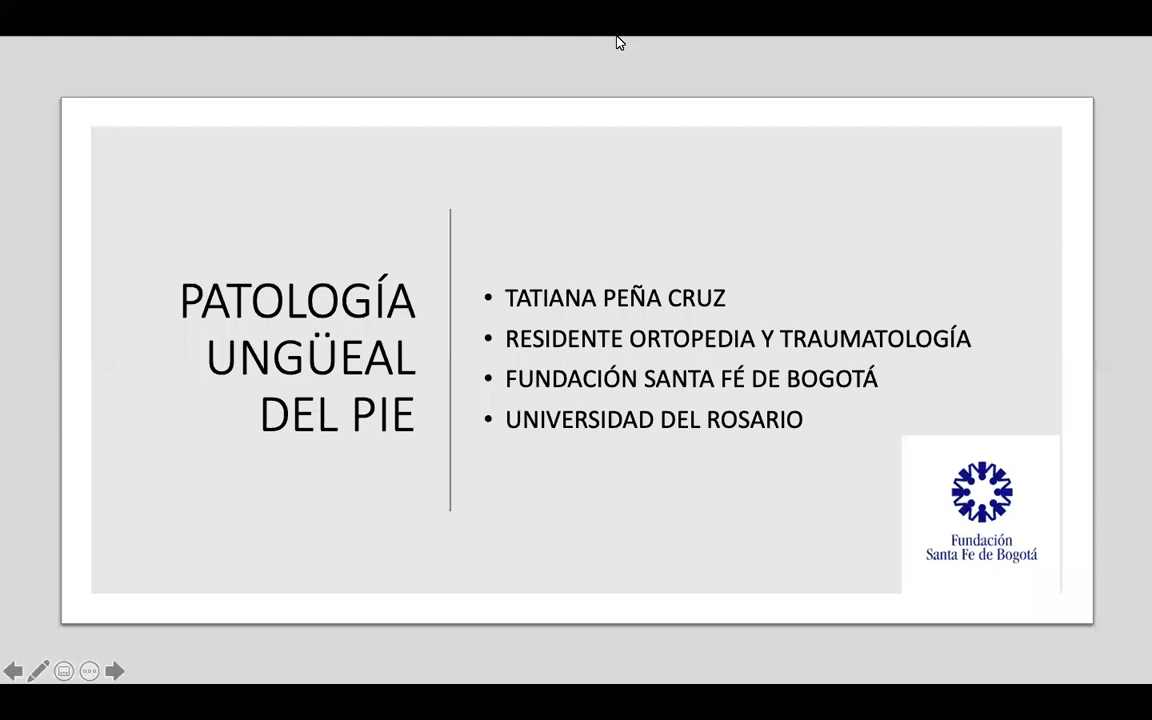 PATOLOGÍA
UNGÜEAL
DEL PIE
• TATIANA PEÑA CRUZ
• RESIDENTE ORTOPEDIA Y TRAUMATOLOGÍA
• FUNDACIÓN SANTA FÉ DE BOGOTÁ
• UNIVERSIDAD DEL ROSARIO
Fundación
Santa Fe de Bogotá